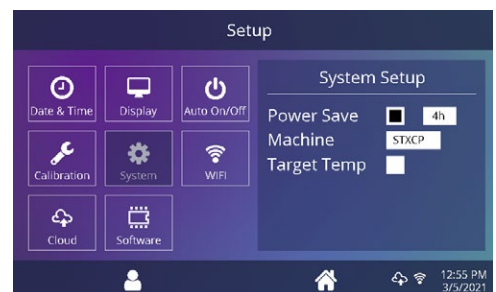 Setup
Date & Time
Display
Auto On/Off
Calibration
System
WIFI
Cloud
Software
System Setup
Power Save 4h
Machine STXCP
Target Temp
12:55 PM
3/5/2021